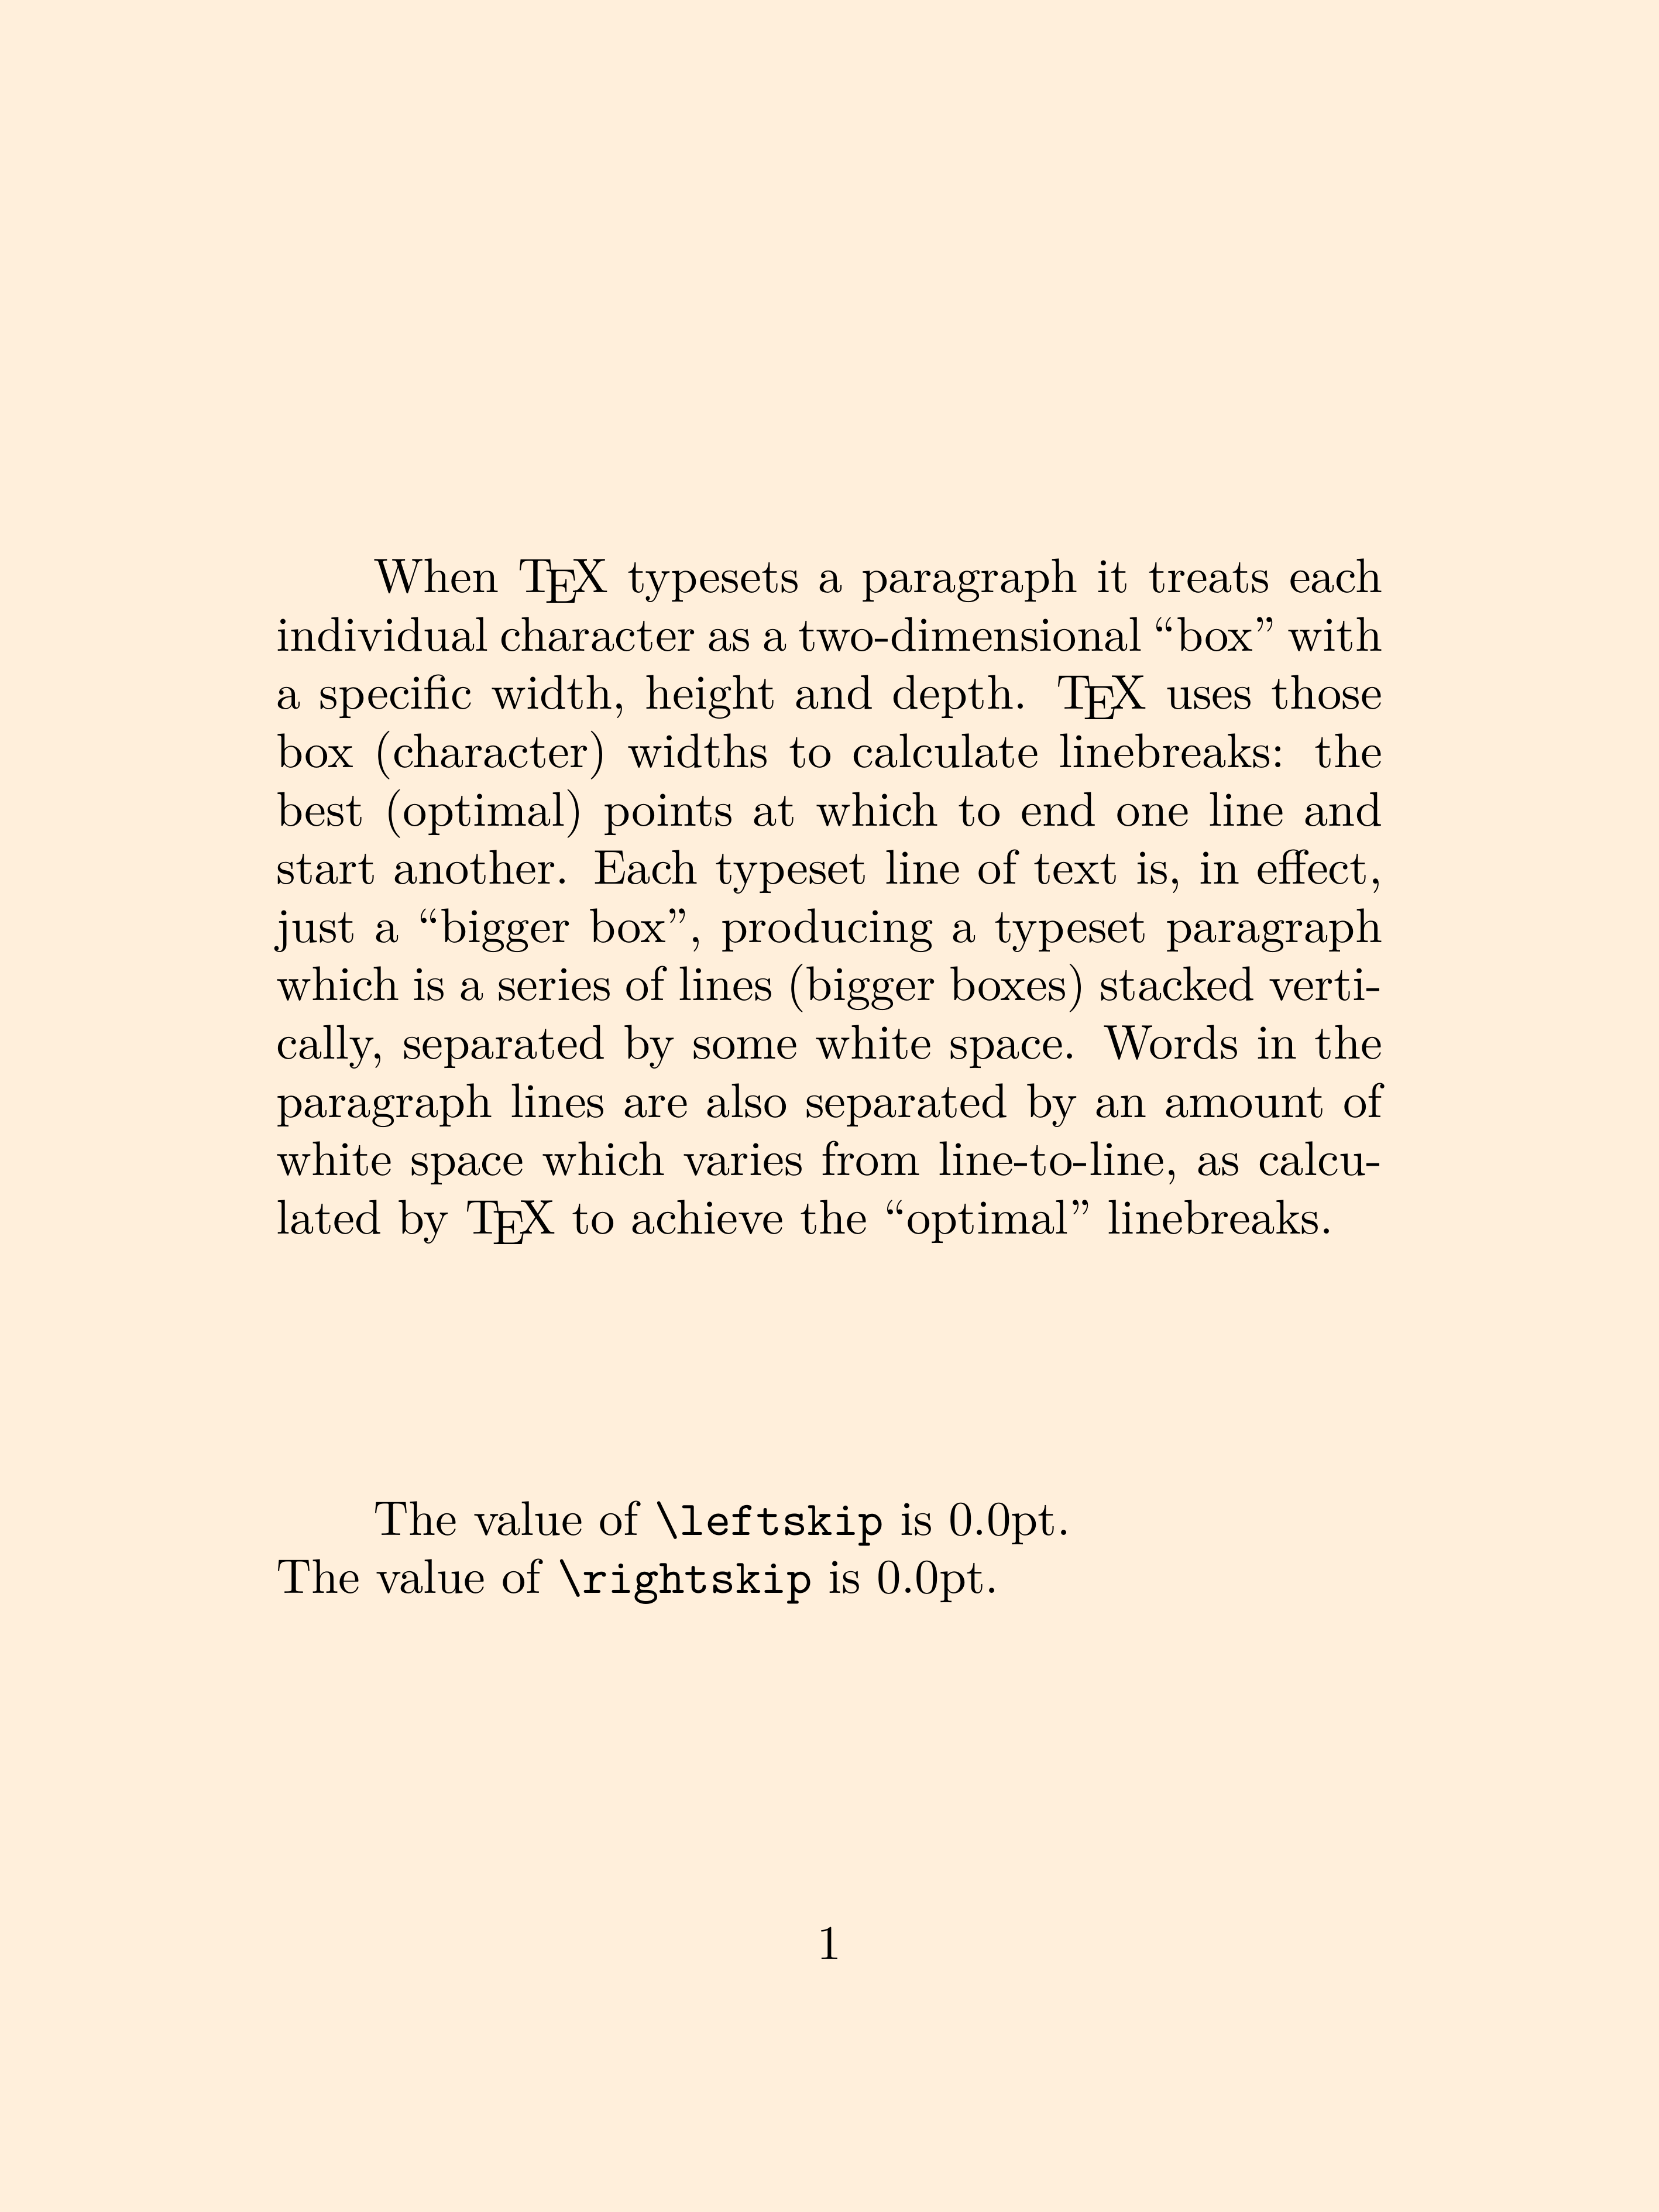 When TEX typesets a paragraph it treats each
individual character as a two-dimensional “box” with
a specific width, height and depth. TEX uses those
box (character) widths to calculate linebreaks: the
best (optimal) points at which to end one line and
start another. Each typeset line of text is, in effect,
just a “bigger box”, producing a typeset paragraph
which is a series of lines (bigger boxes) stacked verti-
cally, separated by some white space. Words in the
paragraph lines are also separated by an amount of
white space which varies from line-to-line, as calcu-
lated by TEX to achieve the “optimal” linebreaks.
The value of \leftskip is 0.0pt.
The value of \rightskip is 0.0pt.
1